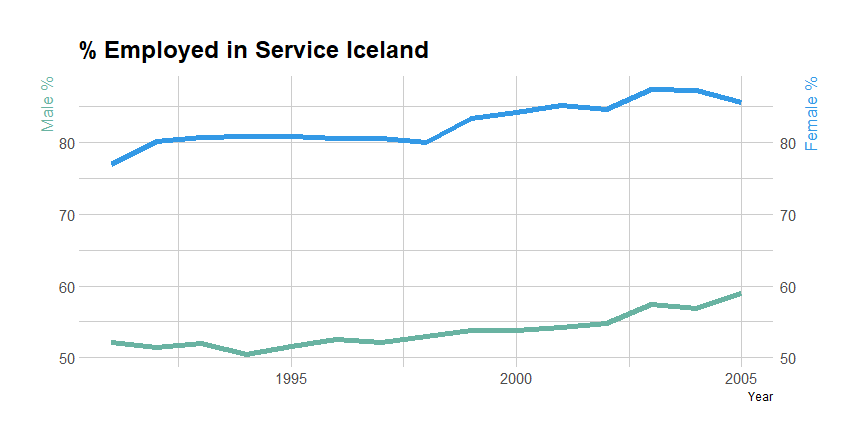 % Employed in Service Iceland
Male %
Female %
80 80
70 70
60 60
50 50
1995 2000 2005
Year